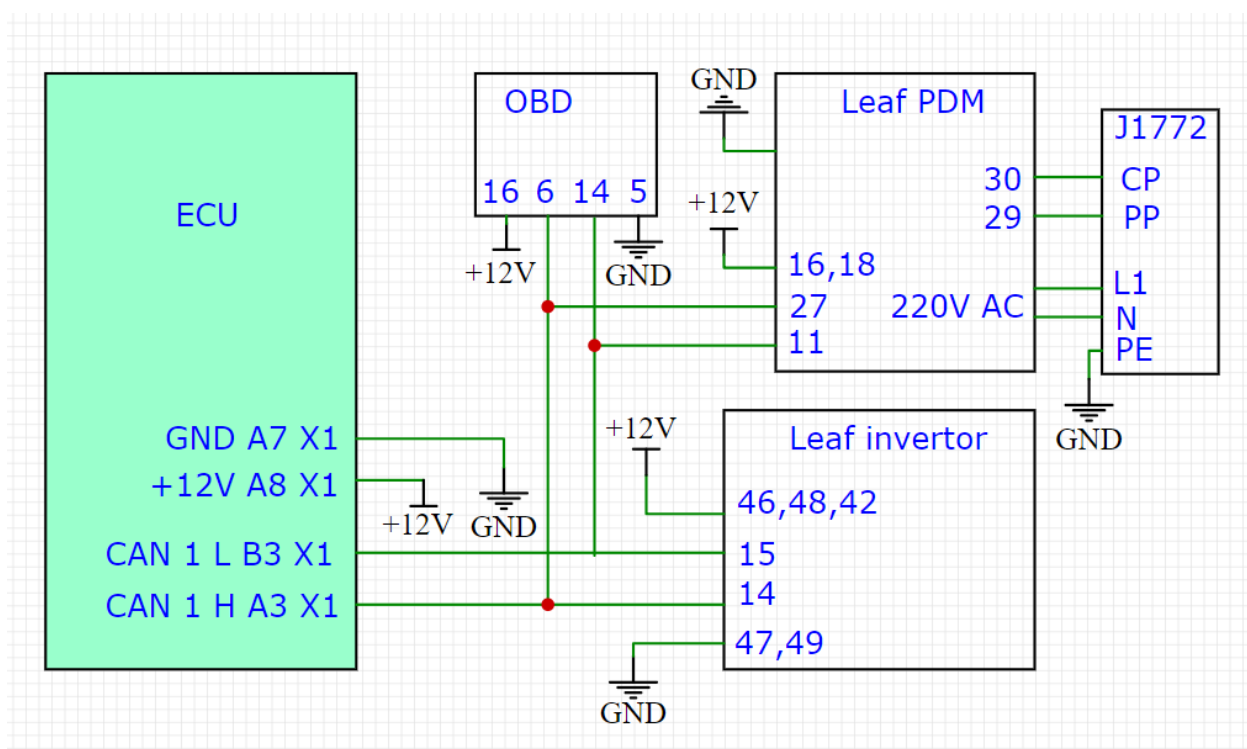 ECU
GND A7 X1
+12V A8 X1
CAN 1 L B3 X1
CAN 1 H A3 X1
+12V
GND
OBD
16 6 14 5
+12V
GND
GND
+12V
Leaf PDM
30
29
16,18
27
220V AC
11
J1772
CP
PP
L1
N
PE
GND
+12V
Leaf invertor
46,48,42
15
14
47,49
GND